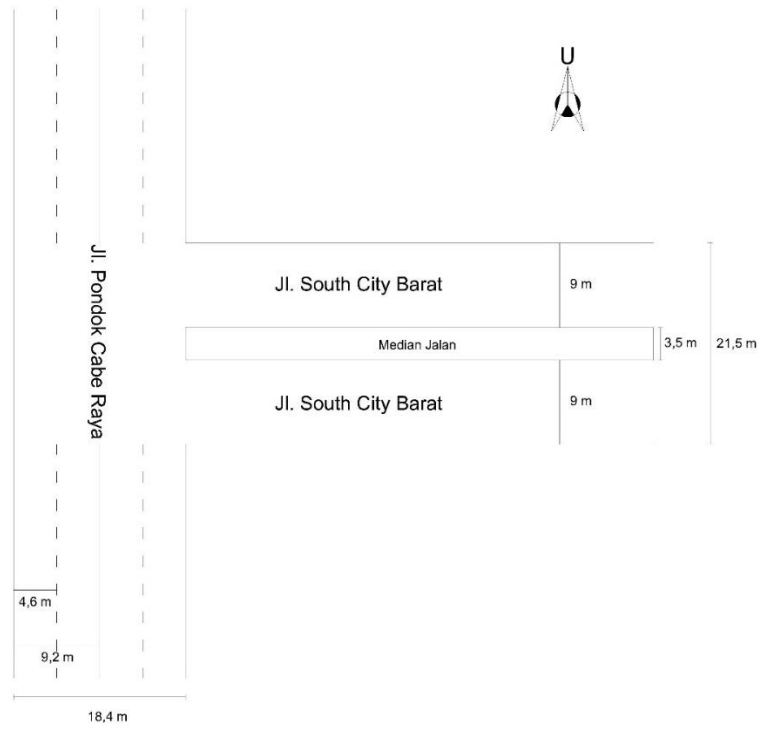 U
Jl. Pondok Cabe Raya
Jl. South City Barat
9 m
Median Jalan
3,5 m
21,5 m
Jl. South City Barat
9 m
4,6 m
9,2 m
18,4 m